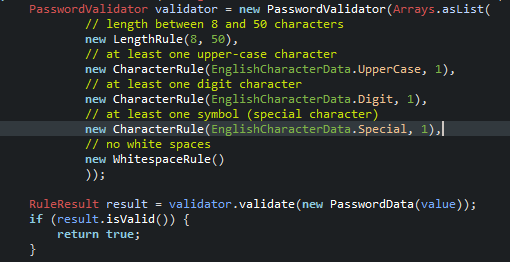 PasswordValidator validator = new PasswordValidator(Arrays.asList(
// length between 8 and 50 characters
new LengthRule(8, 50),
// at least one upper-case character
new CharacterRule(EnglishCharacterData.UpperCase, 1),
// at least one digit character
new CharacterRule(EnglishCharacterData.Digit, 1),
// at least one symbol (special character)
new CharacterRule(EnglishCharacterData.Special, 1),
// no white spaces
new WhitespaceRule()
));
RuleResult result = validator.validate(new PasswordData(value));
if (result.isValid()) {
return true;
}